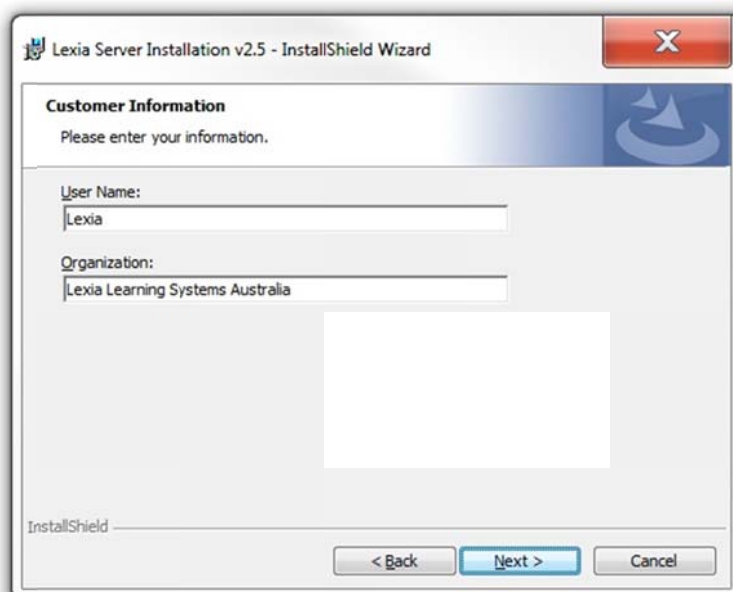 Lexia Server Installation v2.5 - InstallShield Wizard
Customer Information
Please enter your information.
User Name:
Lexia
Organization:
Lexia Learning Systems Australia
InstallShield
< Back
Next >
Cancel